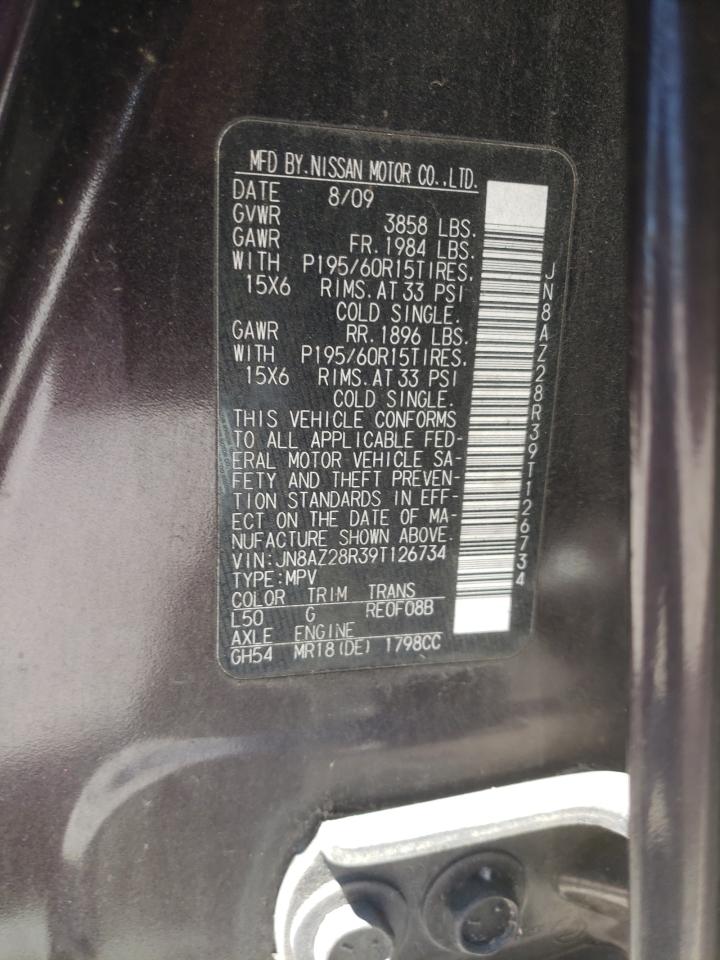 MFD BY.NISSAN MOTOR CO.,LTD.
DATE 8/09
GVWR 3858 LBS.
GAWR FR. 1984 LBS.
WITH P195/60R15TIRES,
15X6 RIMS.AT 33 PSI
COLD SINGLE.
GAWR RR. 1896 LBS.
WITH P195/60R15TIRES,
15X6 RIMS.AT 33 PSI
COLD SINGLE.
THIS VEHICLE CONFORMS
TO ALL APPLICABLE FED-
ERAL MOTOR VEHICLE SA-
FETY AND THEFT PREVEN-
TION STANDARDS IN EFF-
ECT ON THE DATE OF MA-
NUFACTURE SHOWN ABOVE.
VIN:JN8AZ28R39T126734
TYPE:MPV
COLOR TRIM TRANS
L50 G RE0F08B
AXLE ENGINE
GH54 MR18(DE) 1798CC
JN8AZ28R39T126734